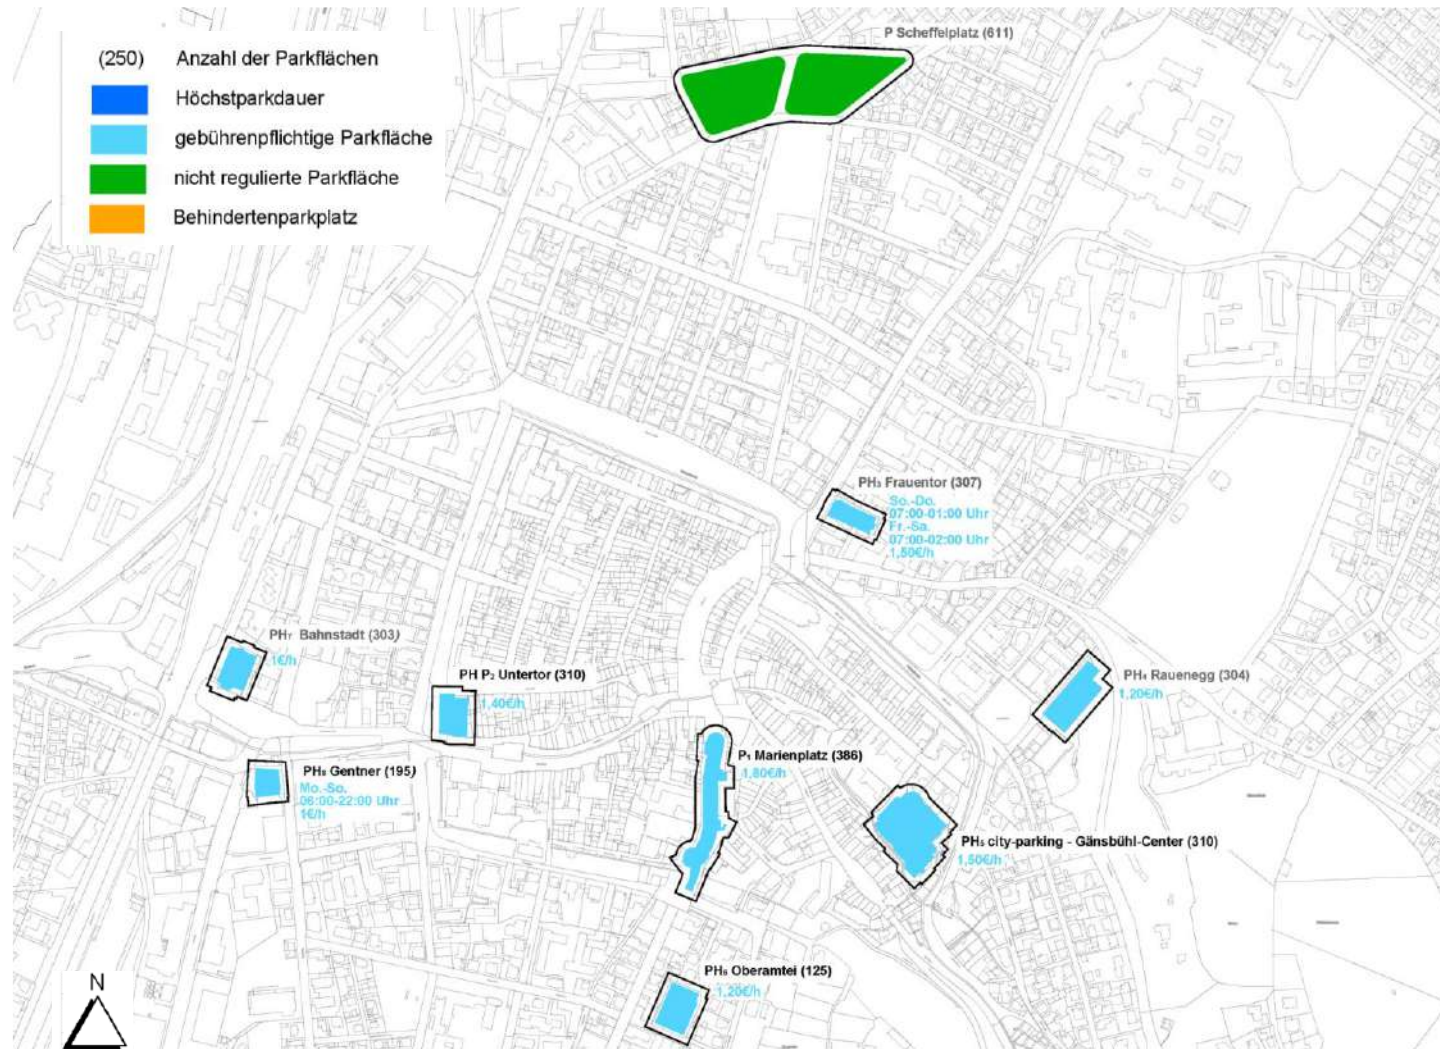 P Scheffelplatz (611)
(250) Anzahl der Parkflächen
Höchstparkdauer
gebührenpflichtige Parkfläche
nicht regulierte Parkfläche
Behindertenparkplatz
PH₃ Frauentor (307)
So.-Do.
07:00-01:00 Uhr
Fr.-Sa.
07:00-02:00 Uhr
1,50€/h
PH₇ Bahnstadt (303)
1€/h
PH P₂ Untertor (310)
1,40€/h
PH₄ Rauenegg (304)
1,20€/h
P₁ Marienplatz (386)
1,80€/h
PH₈ Gentner (195)
Mo.-So.
06:00-22:00 Uhr
1€/h
PH₅ city-parking - Gänsbühl-Center (310)
1,50€/h
PH₆ Oberamtei (125)
1,20€/h
N